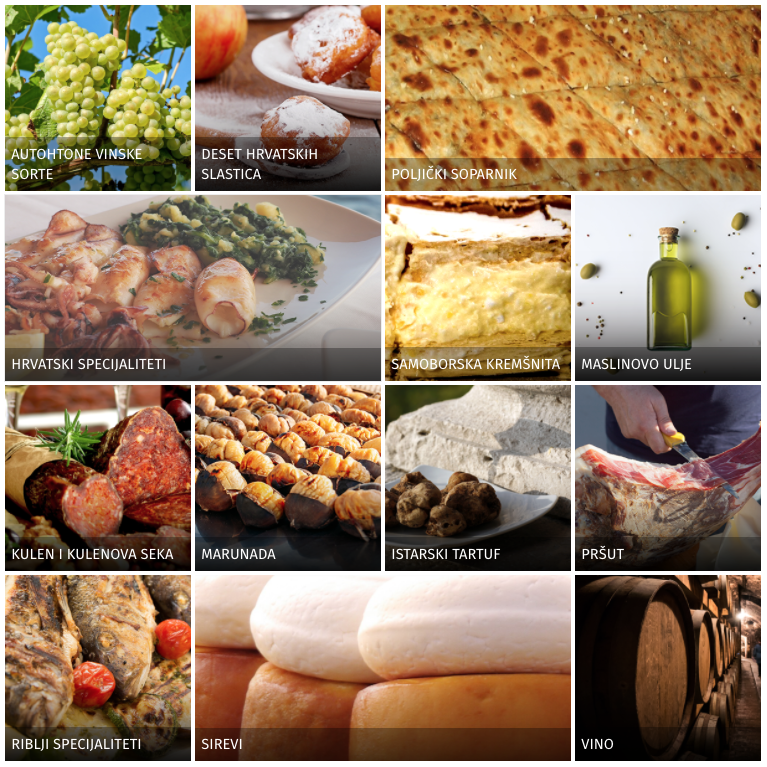 AUTOHTONE VINSKE
SORTE
DESET HRVATSKIH
SLASTICA
POLJIČKI SOPARNIK
HRVATSKI SPECIJALITETI
SAMOBORSKA KREMŠNITA
MASLINOVO ULJE
KULEN I KULENOVA SEKA
MARUNADA
ISTARSKI TARTUF
PRŠUT
RIBLJI SPECIJALITETI
SIREVI
VINO